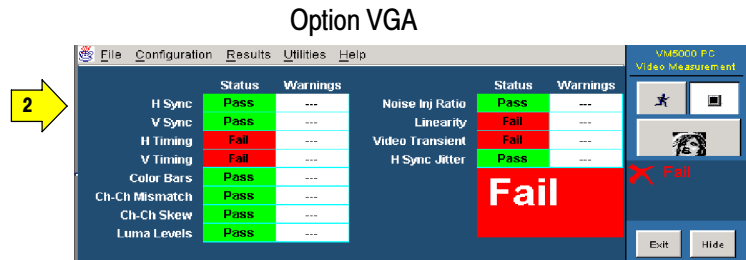 Option VGA
File Configuration Results Utilities Help
VM5000 PC
Video Measurement
2
Status Warnings
H Sync Pass ---
V Sync Pass ---
H Timing Fail ---
V Timing Fail ---
Color Bars Pass ---
Ch-Ch Mismatch Pass ---
Ch-Ch Skew Pass ---
Luma Levels Pass ---
Status Warnings
Noise Inj Ratio Pass ---
Linearity Fail ---
Video Transient Fail ---
H Sync Jitter Pass ---
Fail
Fail
Exit Hide